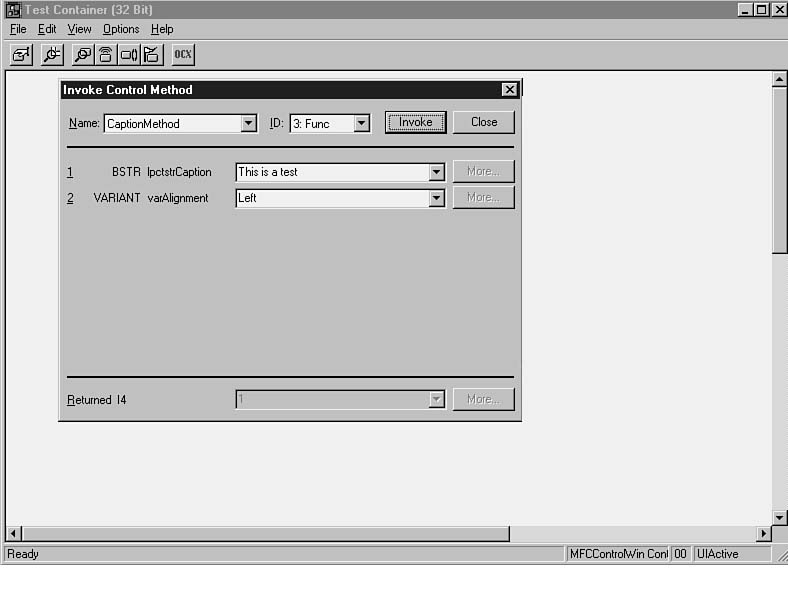 Test Container (32 Bit)
File Edit View Options Help
OCX
Invoke Control Method
Name: CaptionMethod ID: 3: Func Invoke Close
1 BSTR lpctstrCaption This is a test More...
2 VARIANT varAlignment Left More...
Returned I4 1 More...
Ready MFCControlWin Cont 00 UIActive